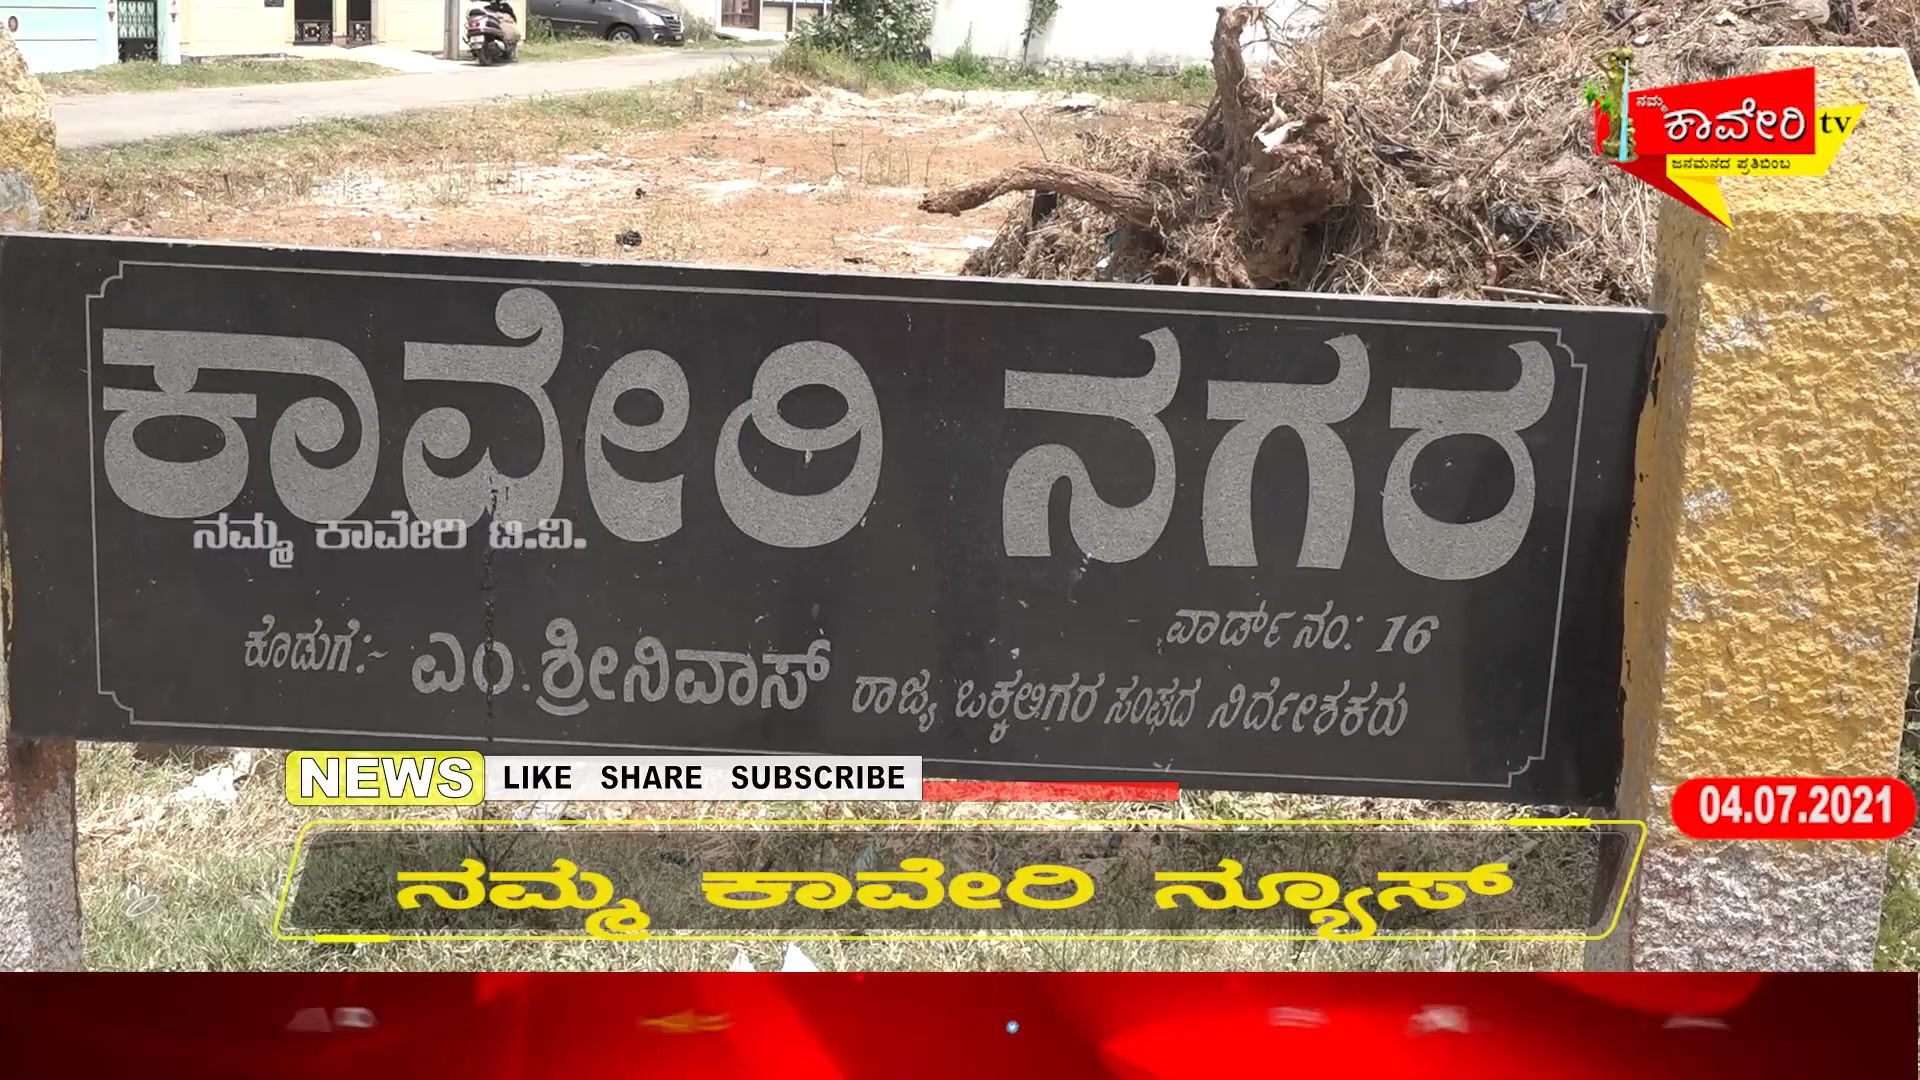 ನಮ್ಮ
ಕಾವೇರಿ tv
ಜನಮನದ ಪ್ರತಿಬಿಂಬ
ಕಾವೇರಿ ನಗರ
ನಮ್ಮ ಕಾವೇರಿ ಟಿ.ವಿ.
ವಾರ್ಡ್ ನಂ: 16
ಕೊಡುಗೆ:- ಎಂ. ಶ್ರೀನಿವಾಸ್ ರಾಜ್ಯ ಒಕ್ಕಲಿಗರ ಸಂಘದ ನಿರ್ದೇಶಕರು
NEWS LIKE SHARE SUBSCRIBE
04.07.2021
ನಮ್ಮ ಕಾವೇರಿ ನ್ಯೂಸ್